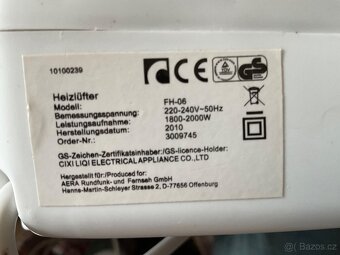 10100239
Heizlüfter
Modell: FH-06
Bemessungsspannung: 220-240V~50Hz
Leistungsaufnahme: 1800-2000W
Herstellungsdatum: 2010
Order-Nr.: 3009745
GS-Zeichen-Zertifikatsinhaber:/GS-licence-Holder:
CIXI LIQI ELECTRICAL APPLIANCE CO.,LTD
Hergestellt für:/Produced for:
AERA Rundfunk- und Fernseh GmbH
Hanns-Martin-Schleyer Strasse 2, D-77656 Offenburg
Bazos.cz